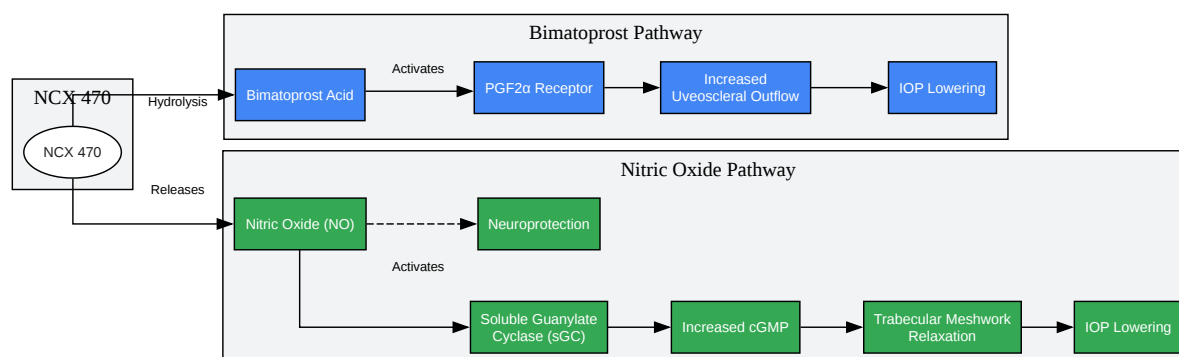 Bimatoprost Pathway
NCX 470
Hydrolysis
Bimatoprost Acid
Activates
PGF2α Receptor
Increased
Uveoscleral Outflow
IOP Lowering
NCX 470
Releases
Nitric Oxide Pathway
Nitric Oxide (NO)
Neuroprotection
Activates
Soluble Guanylate
Cyclase (sGC)
Increased cGMP
Trabecular Meshwork
Relaxation
IOP Lowering